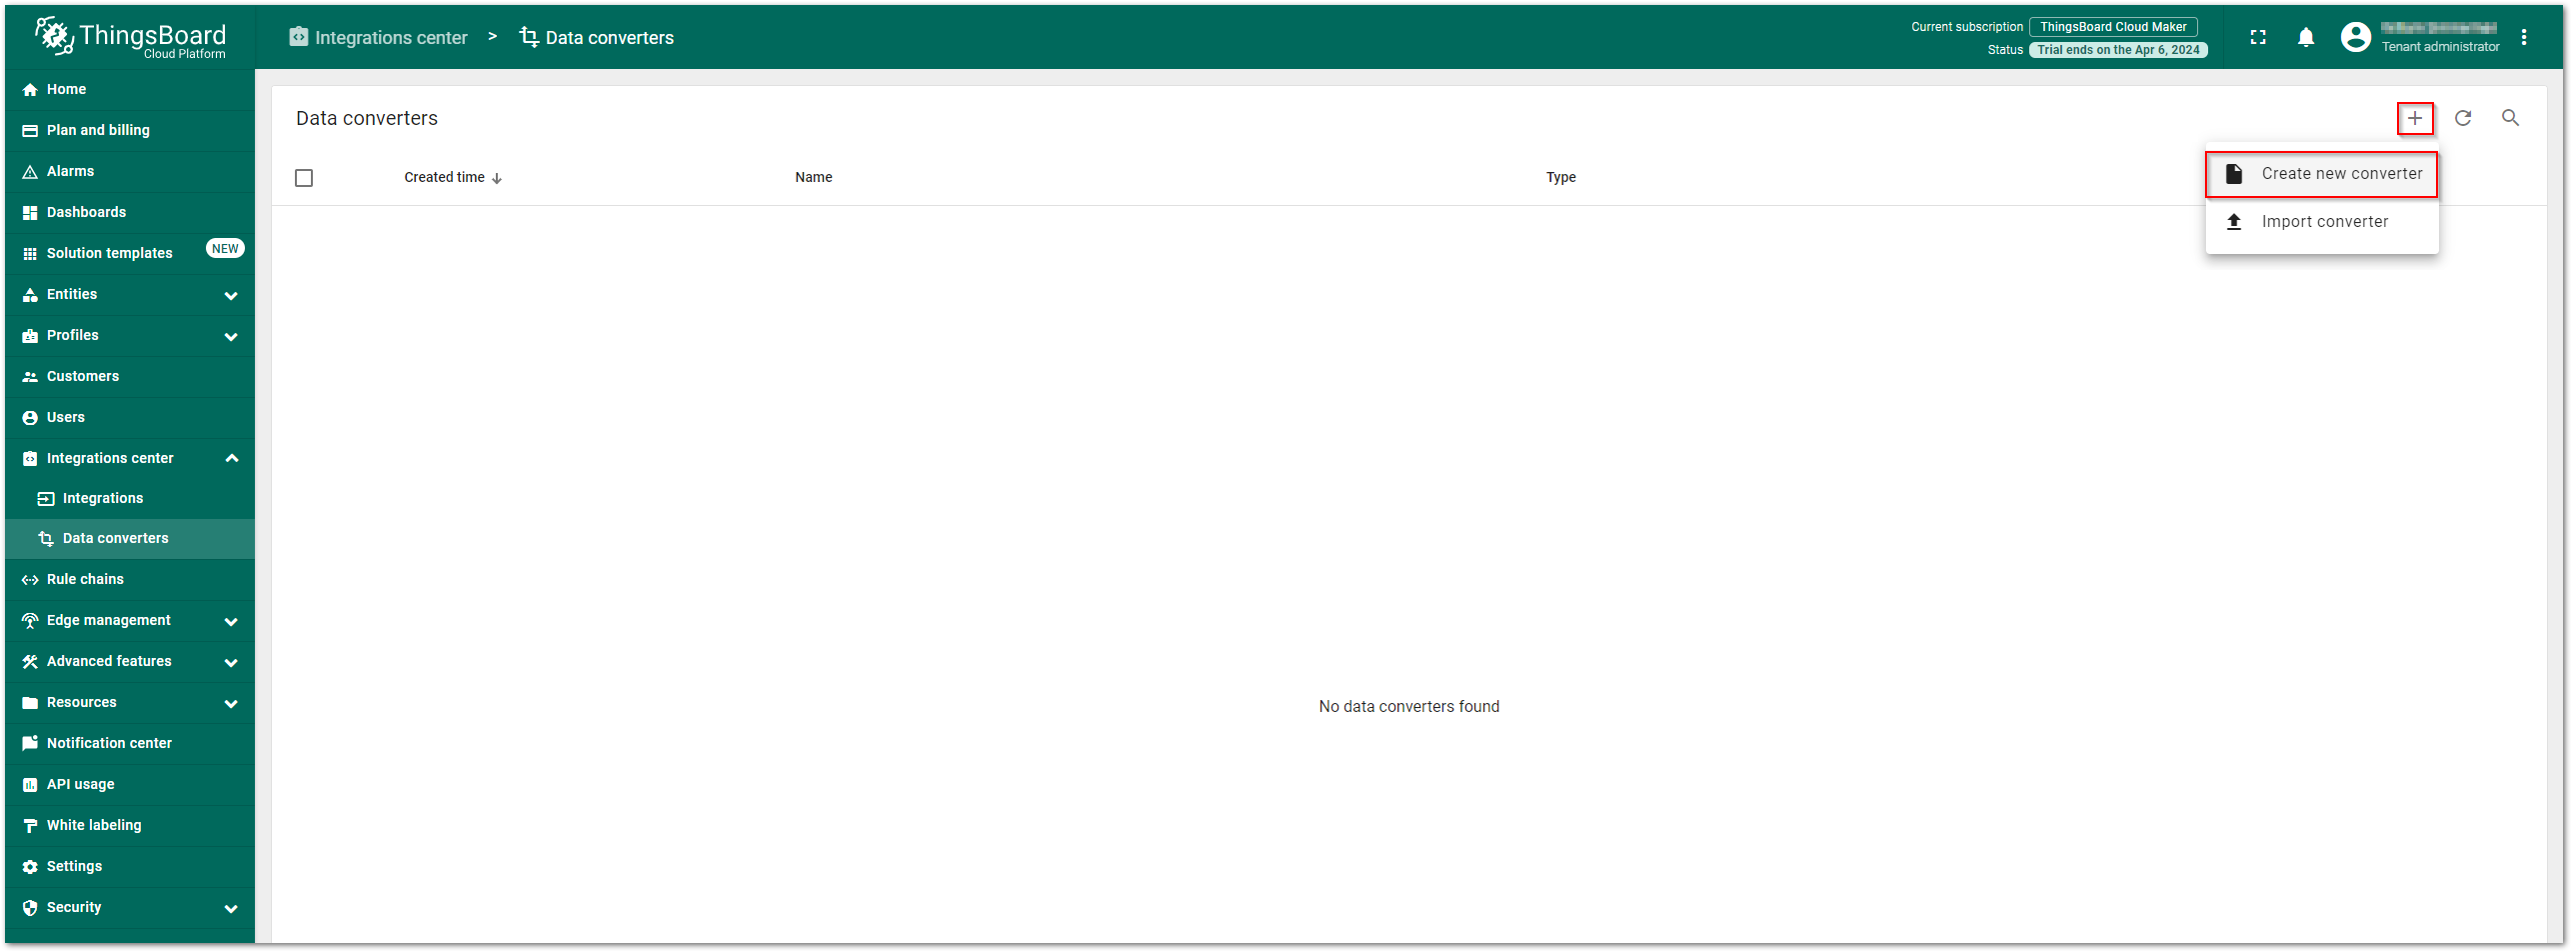 ThingsBoard
Cloud Platform
Integrations center > Data converters
Current subscription ThingsBoard Cloud Maker
Status Trial ends on the Apr 6, 2024
Tenant administrator
Home
Plan and billing
Alarms
Dashboards
Solution templates NEW
Entities
Profiles
Customers
Users
Integrations center
Integrations
Data converters
Rule chains
Edge management
Advanced features
Resources
Notification center
API usage
White labeling
Settings
Security
Data converters
Created time Name Type
Create new converter
Import converter
No data converters found